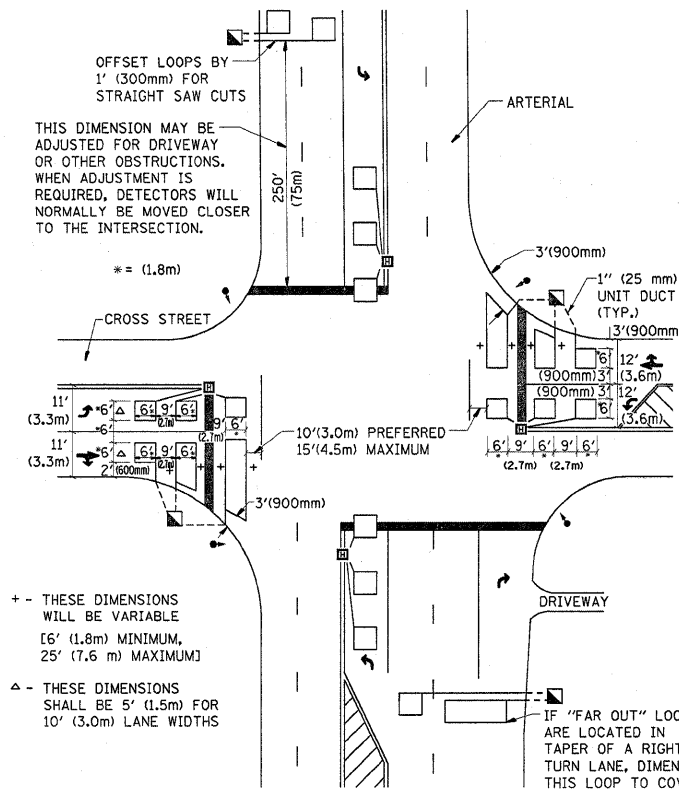 OFFSET LOOPS BY
1' (300mm) FOR
STRAIGHT SAW CUTS
THIS DIMENSION MAY BE
ADJUSTED FOR DRIVEWAY
OR OTHER OBSTRUCTIONS.
WHEN ADJUSTMENT IS
REQUIRED, DETECTORS WILL
NORMALLY BE MOVED CLOSER
TO THE INTERSECTION.
250'
(75m)
* = (1.8m)
ARTERIAL
CROSS STREET
3'(900mm)
1" (25 mm)
UNIT DUCT
(TYP.)
3'(900mm
*6'
12'
(3.6m)
(900mm) 3'
(900mm) 3'
12'
*6'
(3.6m)
6' 9' 6' 9' 6'
* (2.7m) * (2.7m) *
11'
(3.3m)
*6' △ 6' 9' 6'
(2.7m)
*6'
11'
(3.3m)
*6' △ 6' 9' 6'
(2.7m)
2' (600mm)
9' 6'
(2.7m) *
10'(3.0m) PREFERRED
15'(4.5m) MAXIMUM
3'(900mm)
+ - THESE DIMENSIONS
WILL BE VARIABLE
[6' (1.8m) MINIMUM,
25' (7.6 m) MAXIMUM]
△ - THESE DIMENSIONS
SHALL BE 5' (1.5m) FOR
10' (3.0m) LANE WIDTHS
DRIVEWAY
IF "FAR OUT" LOO
ARE LOCATED IN
TAPER OF A RIGHT
TURN LANE, DIMEN
THIS LOOP TO COV